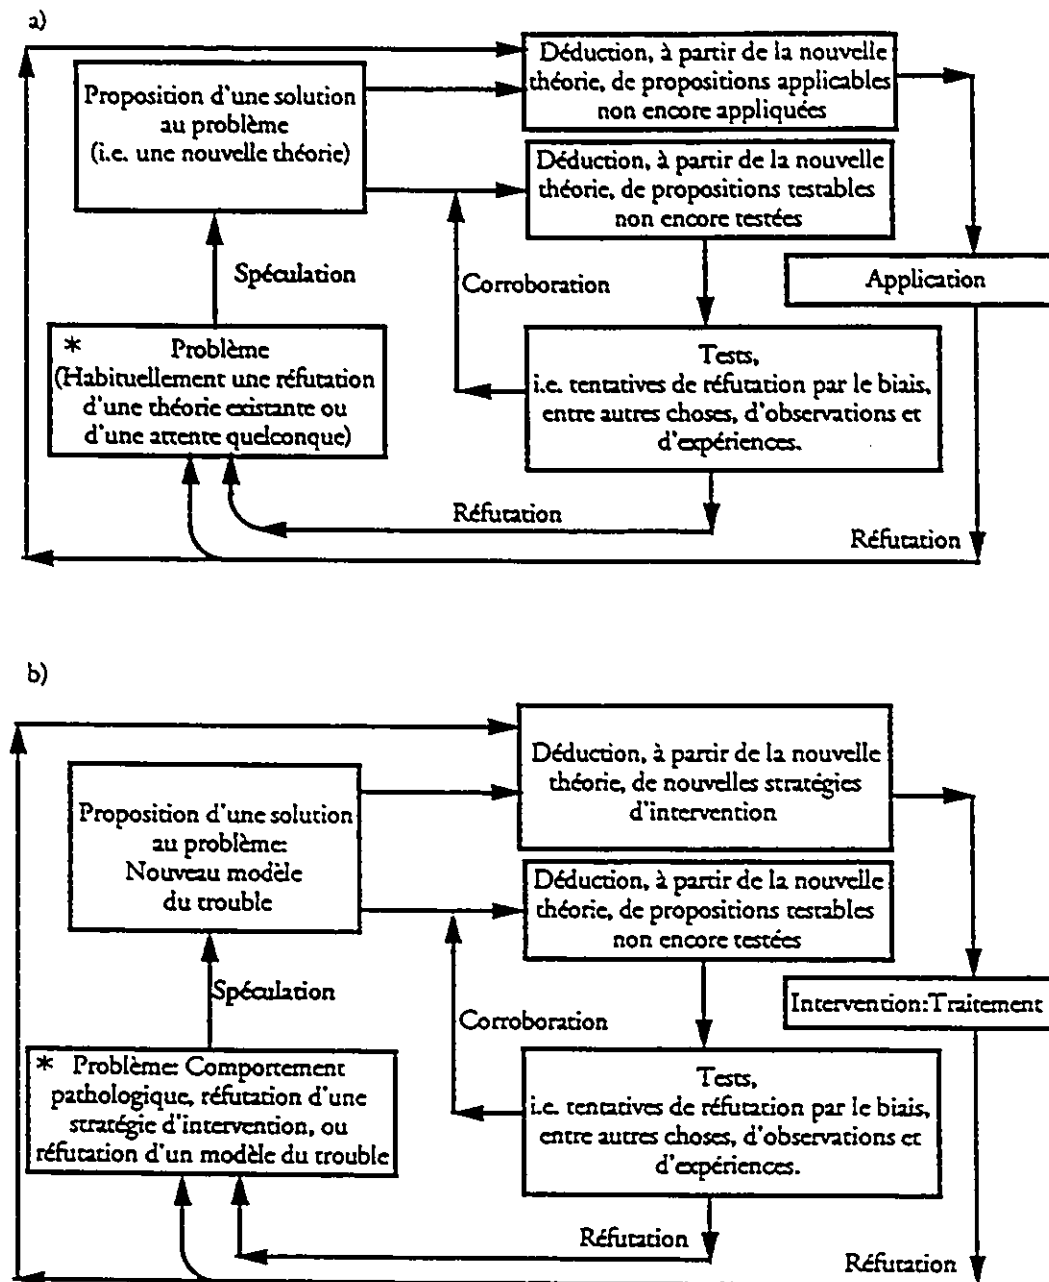 a)
Déduction, à partir de la nouvelle
théorie, de propositions applicables
non encore appliquées
Proposition d'une solution
au problème
(i.e. une nouvelle théorie)
Déduction, à partir de la nouvelle
théorie, de propositions testables
non encore testées
Spéculation
Corroboration
Application
* Problème
(Habituellement une réfutation
d'une théorie existante ou
d'une attente quelconque)
Tests,
i.e. tentatives de réfutation par le biais,
entre autres choses, d'observations et
d'expériences.
Réfutation
Réfutation
b)
Déduction, à partir de la nouvelle
théorie, de nouvelles stratégies
d'intervention
Proposition d'une solution
au problème:
Nouveau modèle
du trouble
Déduction, à partir de la nouvelle
théorie, de propositions testables
non encore testées
Spéculation
Corroboration
Intervention:Traitement
* Problème: Comportement
pathologique, réfutation d'une
stratégie d'intervention, ou
réfutation d'un modèle du trouble
Tests,
i.e. tentatives de réfutation par le biais,
entre autres choses, d'observations et
d'expériences.
Réfutation
Réfutation